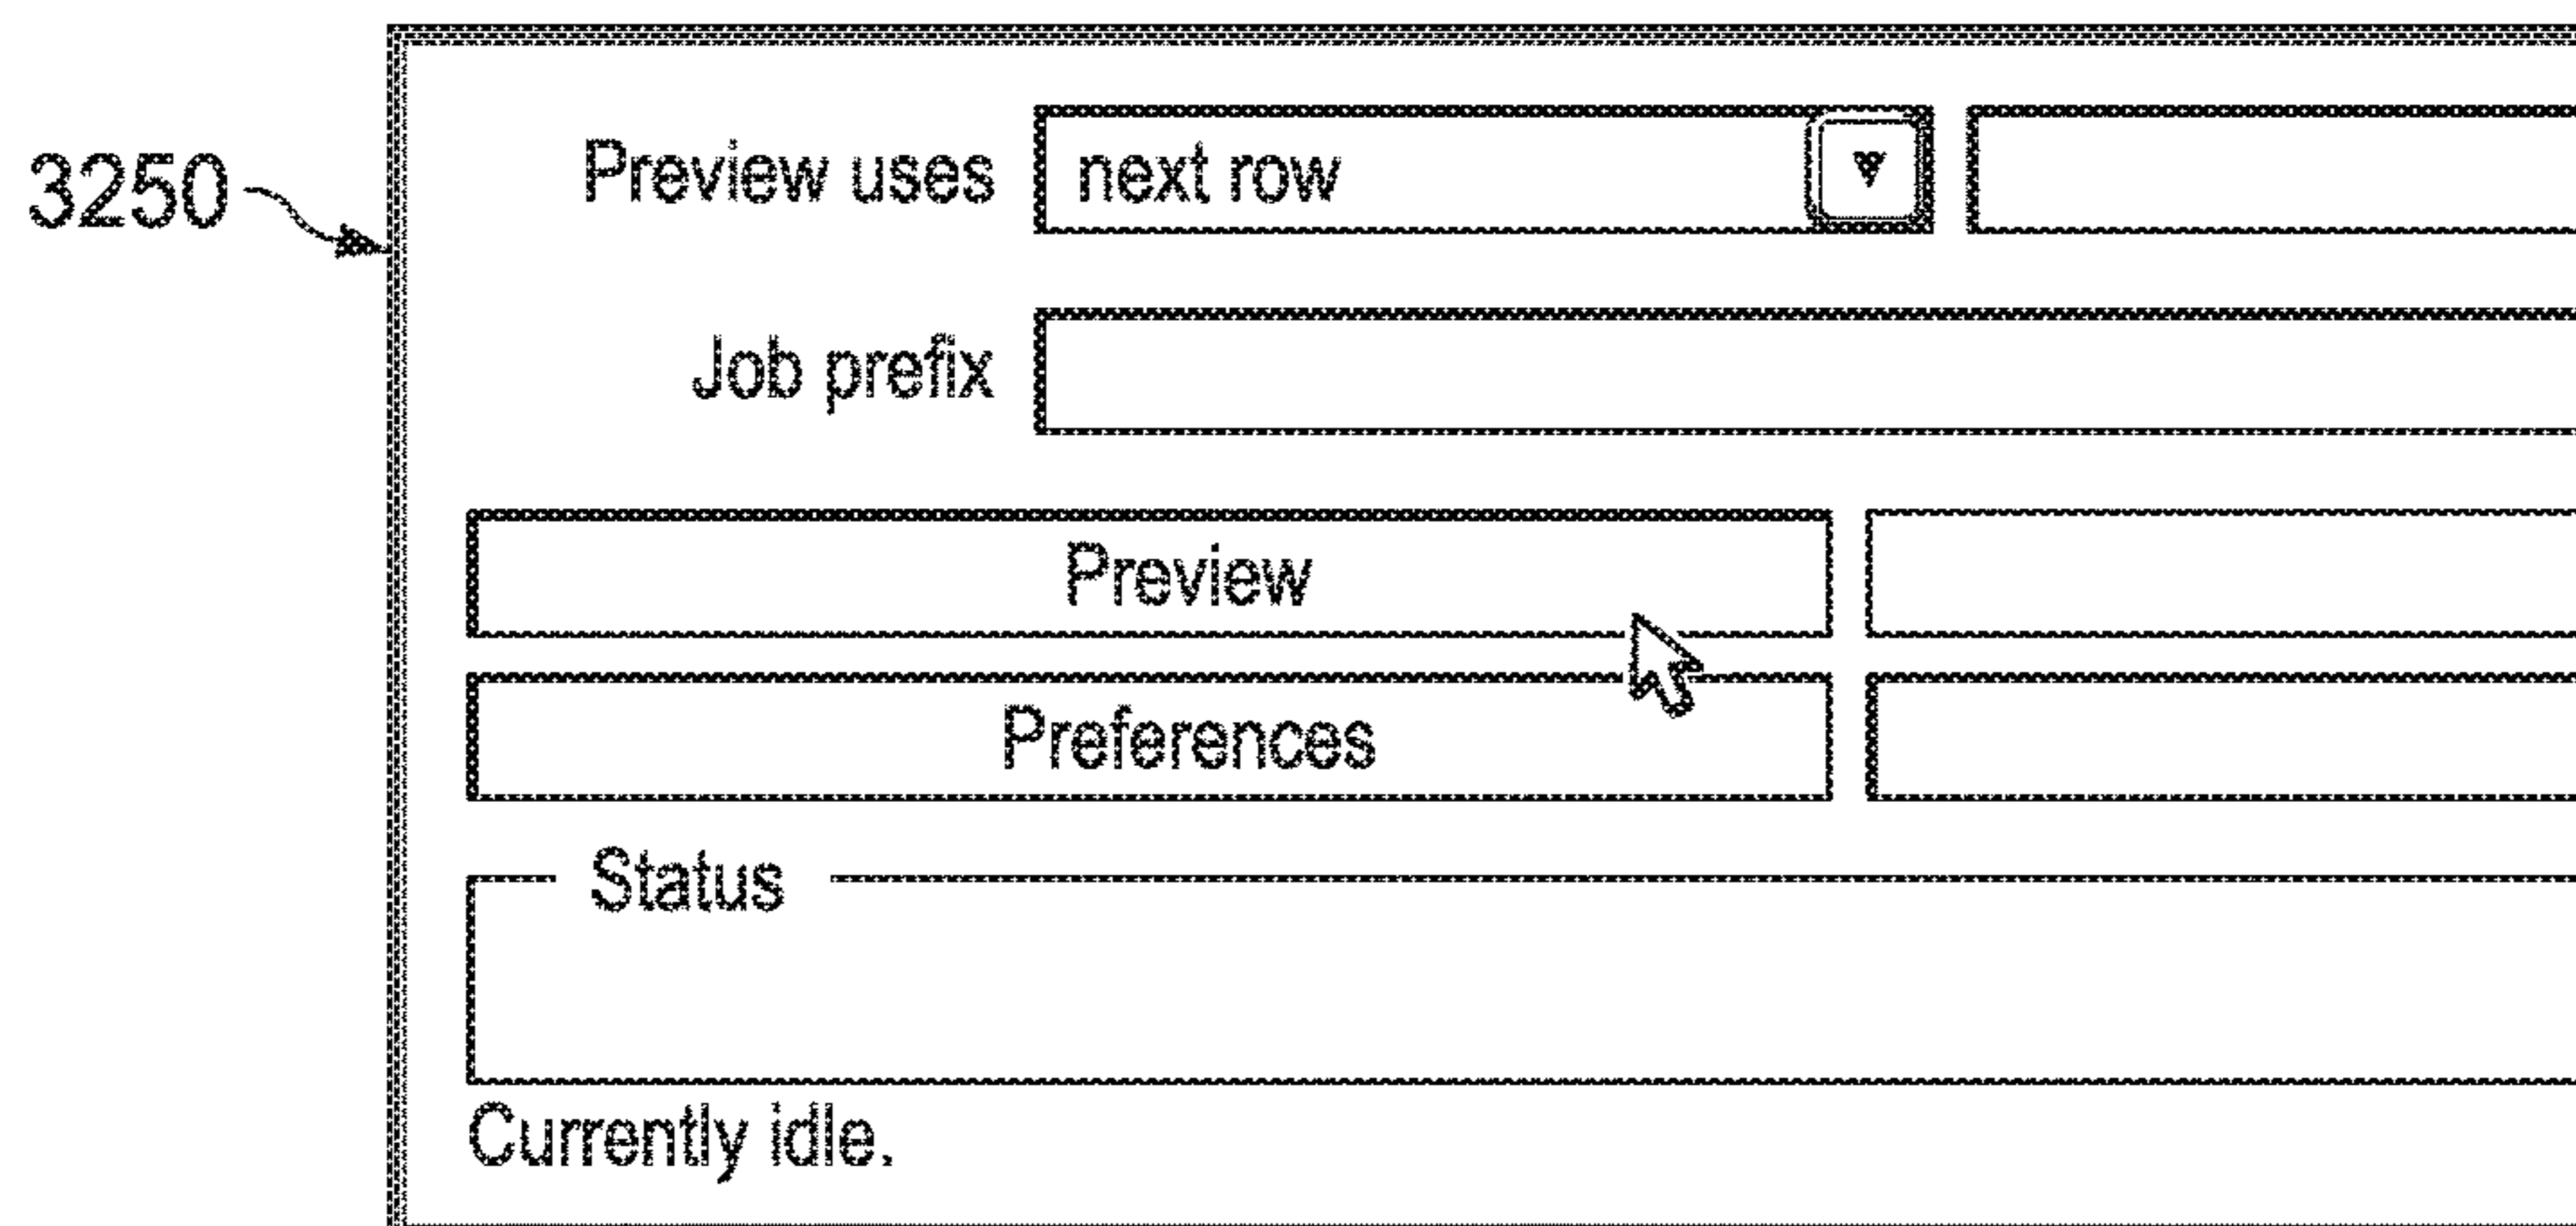 3250
Preview uses next row
Job prefix
Preview
Preferences
Status
Currently idle.